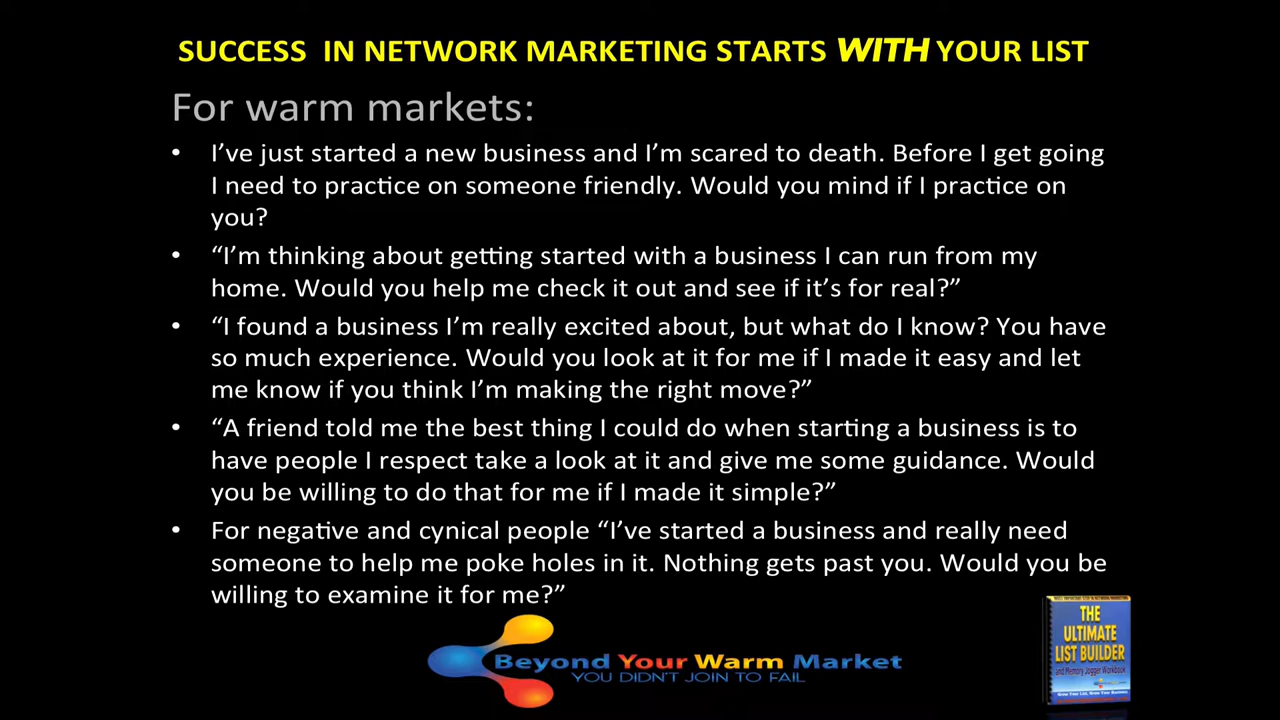 SUCCESS IN NETWORK MARKETING STARTS WITH YOUR LIST
For warm markets:
• I’ve just started a new business and I’m scared to death. Before I get going
I need to practice on someone friendly. Would you mind if I practice on
you?
• “I’m thinking about getting started with a business I can run from my
home. Would you help me check it out and see if it’s for real?”
• “I found a business I’m really excited about, but what do I know? You have
so much experience. Would you look at it for me if I made it easy and let
me know if you think I’m making the right move?”
• “A friend told me the best thing I could do when starting a business is to
have people I respect take a look at it and give me some guidance. Would
you be willing to do that for me if I made it simple?”
• For negative and cynical people “I’ve started a business and really need
someone to help me poke holes in it. Nothing gets past you. Would you be
willing to examine it for me?”
Beyond Your Warm Market
YOU DIDN'T JOIN TO FAIL
THE
ULTIMATE
LIST BUILDER
and Memory Jogger Workbook